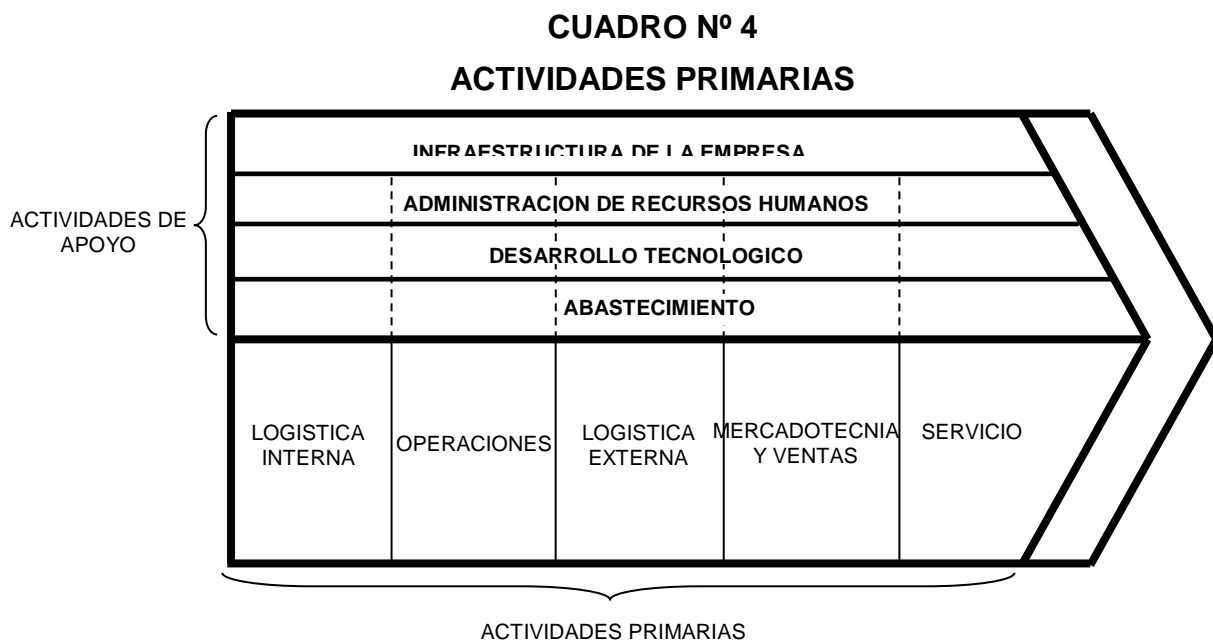 CUADRO Nº 4
ACTIVIDADES PRIMARIAS
INFRAESTRUCTURA DE LA EMPRESA
ACTIVIDADES DE
APOYO
ADMINISTRACION DE RECURSOS HUMANOS
DESARROLLO TECNOLOGICO
ABASTECIMIENTO
LOGISTICA
INTERNA
OPERACIONES
LOGISTICA
EXTERNA
MERCADOTECNIA
Y VENTAS
SERVICIO
ACTIVIDADES PRIMARIAS